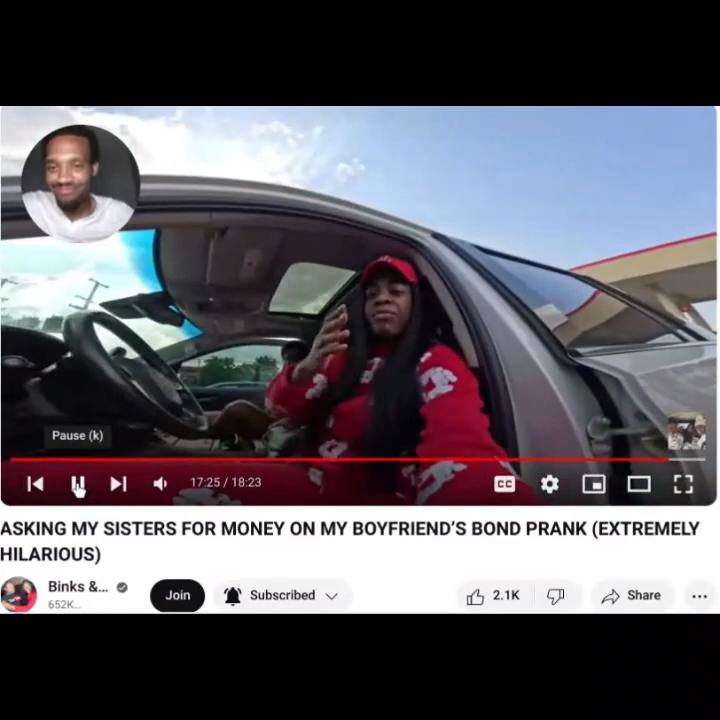 Pause (k)
17:25 / 18:23
CC
ASKING MY SISTERS FOR MONEY ON MY BOYFRIEND'S BOND PRANK (EXTREMELY
HILARIOUS)
Binks &...
652K...
Join
Subscribed
2.1K
Share